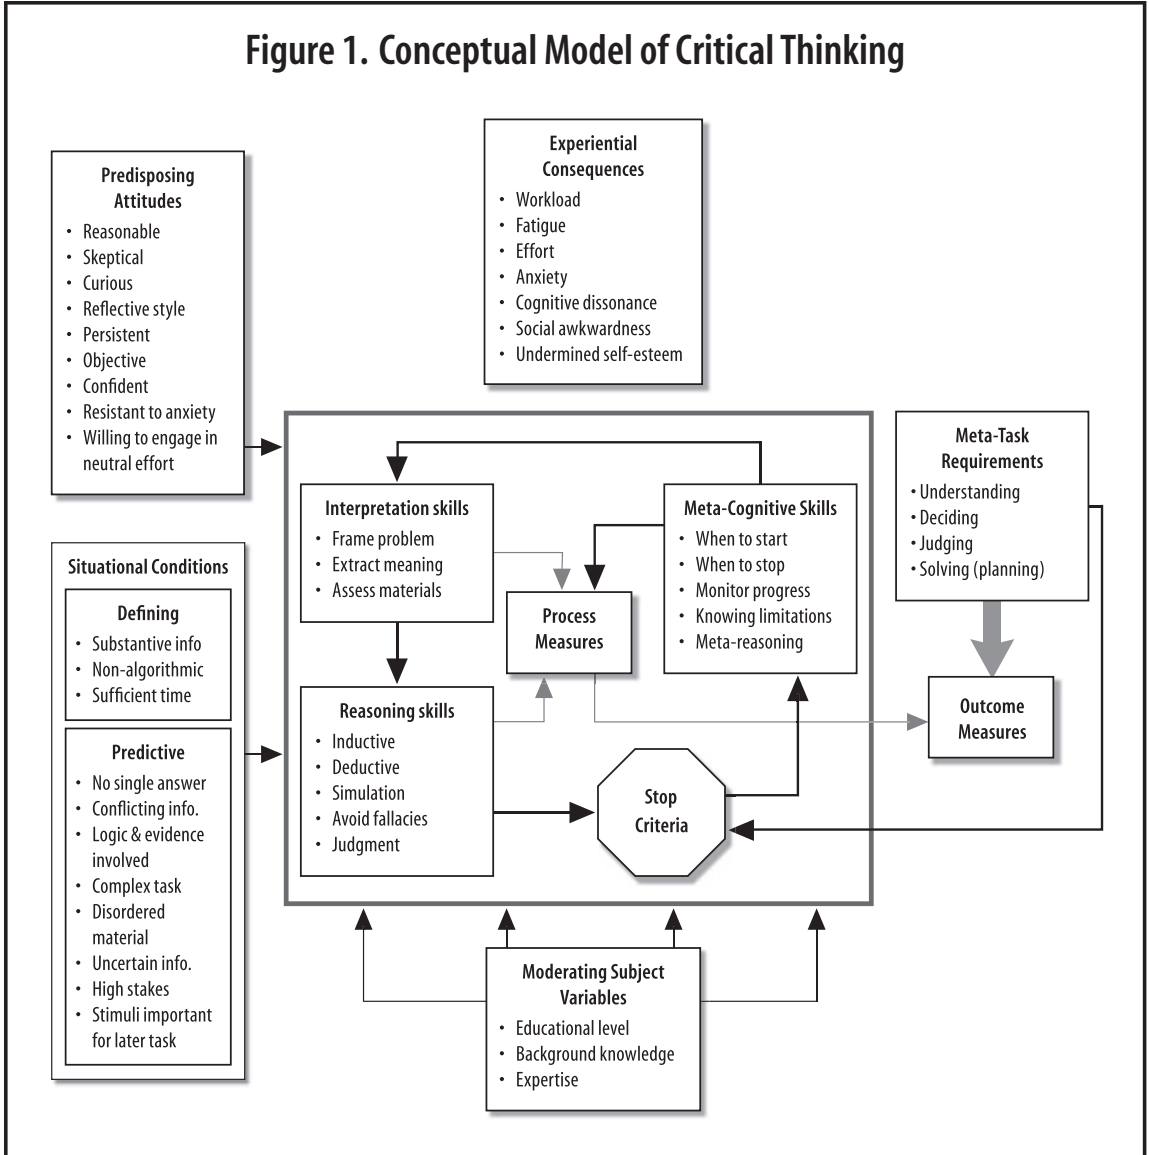 Figure 1. Conceptual Model of Critical Thinking
Predisposing
Attitudes
• Reasonable
• Skeptical
• Curious
• Reflective style
• Persistent
• Objective
• Confident
• Resistant to anxiety
• Willing to engage in
neutral effort
Experiential
Consequences
• Workload
• Fatigue
• Effort
• Anxiety
• Cognitive dissonance
• Social awkwardness
• Undermined self-esteem
Situational Conditions
Defining
• Substantive info
• Non-algorithmic
• Sufficient time
Predictive
• No single answer
• Conflicting info.
• Logic & evidence
involved
• Complex task
• Disordered
material
• Uncertain info.
• High stakes
• Stimuli important
for later task
Interpretation skills
• Frame problem
• Extract meaning
• Assess materials
Reasoning skills
• Inductive
• Deductive
• Simulation
• Avoid fallacies
• Judgment
Process
Measures
Meta-Cognitive Skills
• When to start
• When to stop
• Monitor progress
• Knowing limitations
• Meta-reasoning
Stop
Criteria
Meta-Task
Requirements
• Understanding
• Deciding
• Judging
• Solving (planning)
Outcome
Measures
Moderating Subject
Variables
• Educational level
• Background knowledge
• Expertise